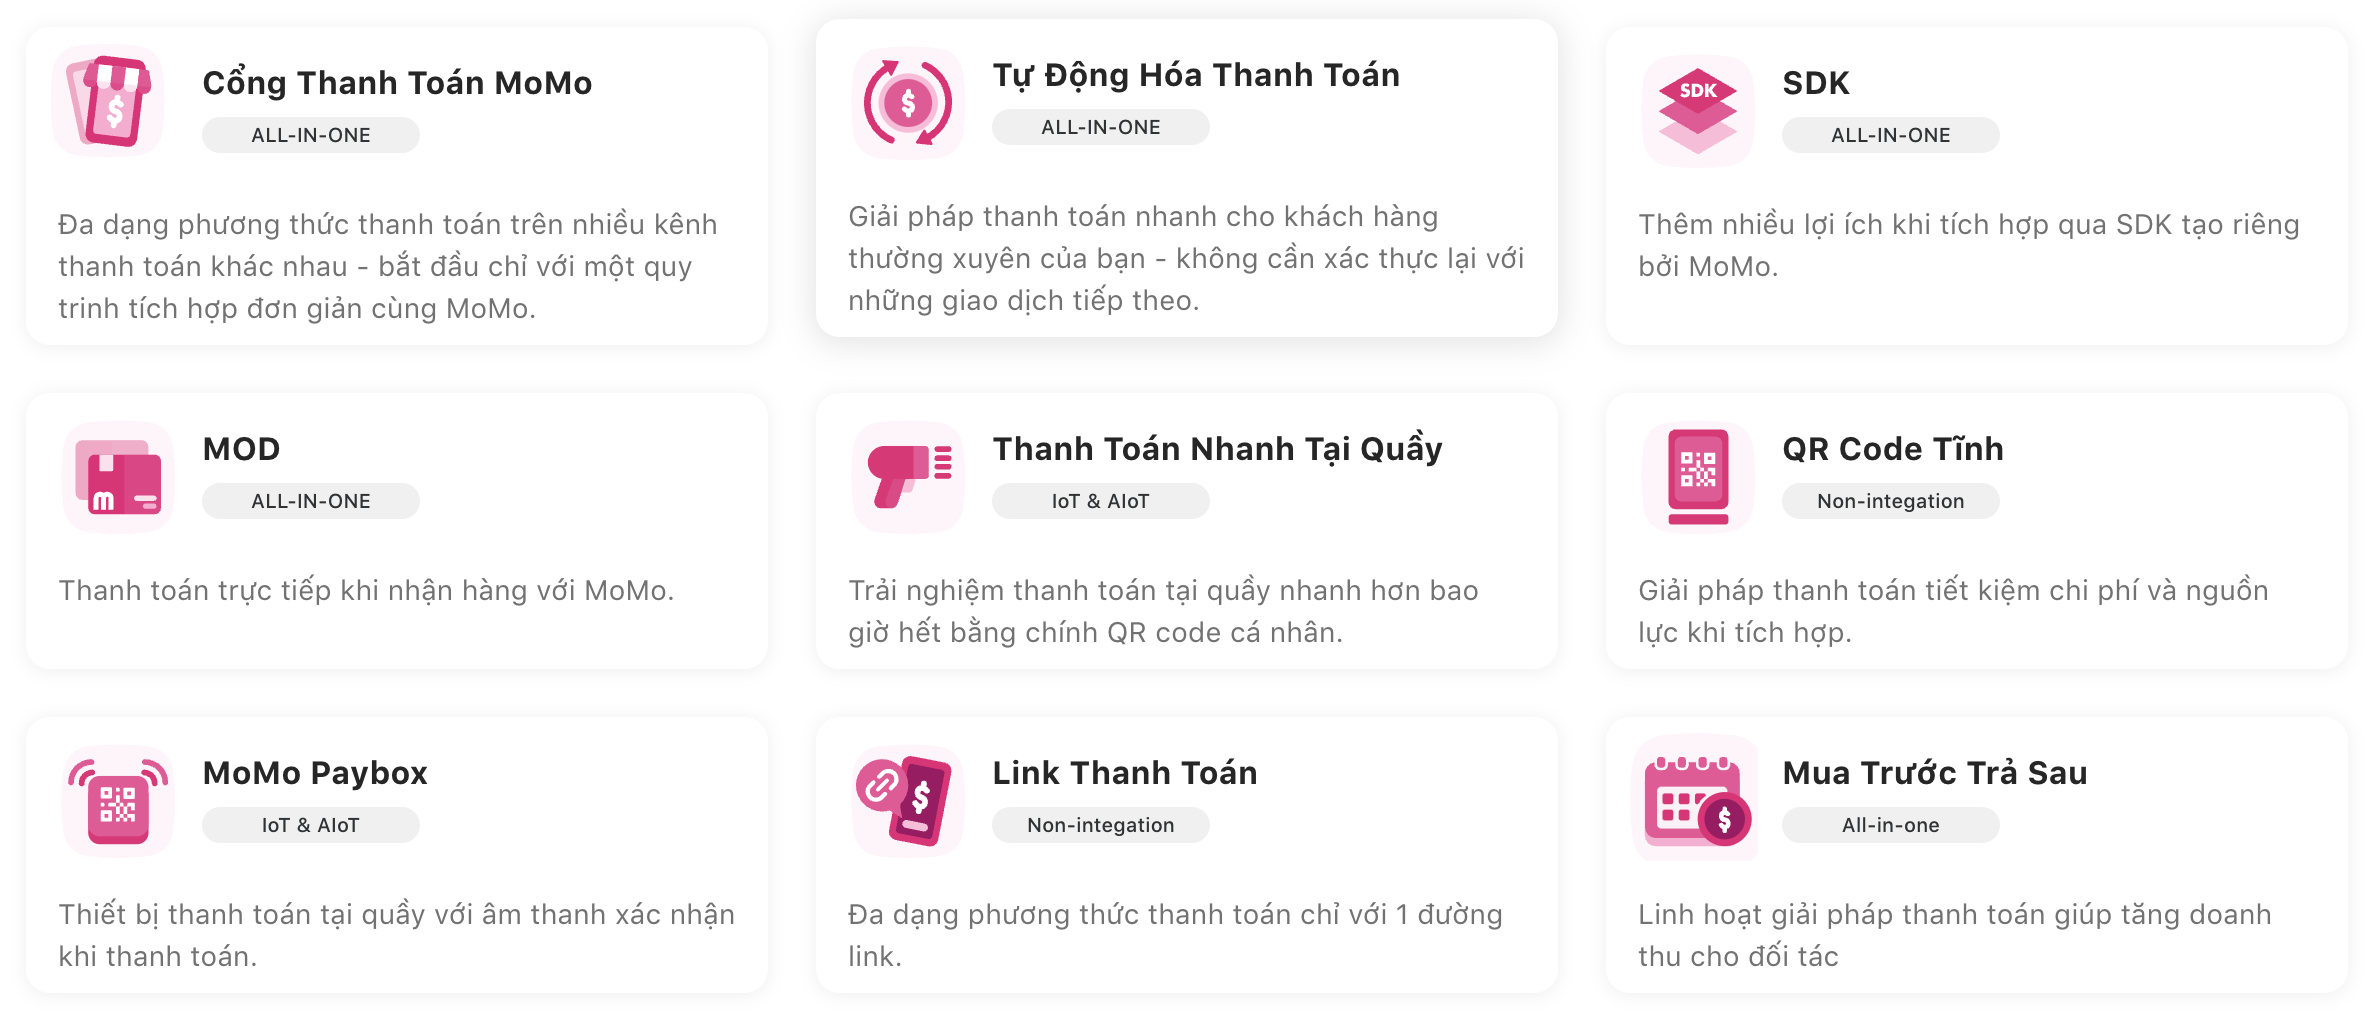 Cổng Thanh Toán MoMo
ALL-IN-ONE
Đa dạng phương thức thanh toán trên nhiều kênh
thanh toán khác nhau - bắt đầu chỉ với một quy
trinh tích hợp đơn giản cùng MoMo.
Tự Động Hóa Thanh Toán
ALL-IN-ONE
Giải pháp thanh toán nhanh cho khách hàng
thường xuyên của bạn - không cần xác thực lại với
những giao dịch tiếp theo.
SDK
SDK
ALL-IN-ONE
Thêm nhiều lợi ích khi tích hợp qua SDK tạo riêng
bởi MoMo.
m
MOD
ALL-IN-ONE
Thanh toán trực tiếp khi nhận hàng với MoMo.
Thanh Toán Nhanh Tại Quầy
IoT & AIoT
Trải nghiệm thanh toán tại quầy nhanh hơn bao
giờ hết bằng chính QR code cá nhân.
QR Code Tĩnh
Non-integation
Giải pháp thanh toán tiết kiệm chi phí và nguồn
lực khi tích hợp.
MoMo Paybox
IoT & AIoT
Thiết bị thanh toán tại quầy với âm thanh xác nhận
khi thanh toán.
Link Thanh Toán
Non-integation
Đa dạng phương thức thanh toán chỉ với 1 đường
link.
Mua Trước Trả Sau
All-in-one
Linh hoạt giải pháp thanh toán giúp tăng doanh
thu cho đối tác